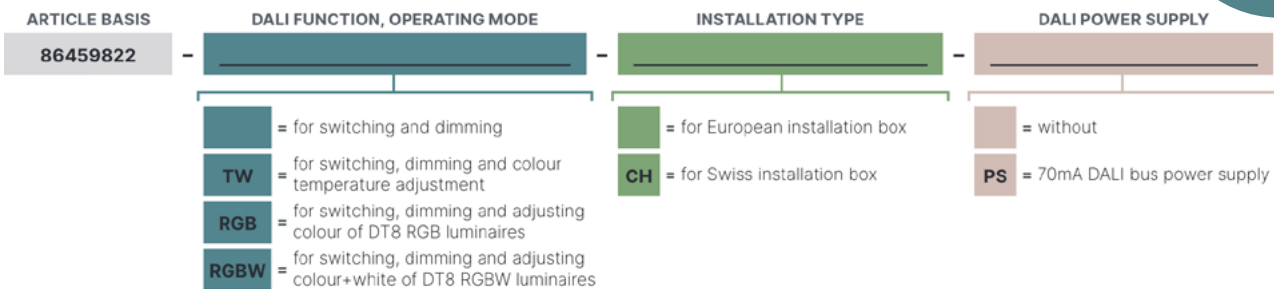 ARTICLE BASIS
DALI FUNCTION, OPERATING MODE
INSTALLATION TYPE
DALI POWER SUPPLY
86459822 - - -
= for switching and dimming
TW = for switching, dimming and colour
temperature adjustment
RGB = for switching, dimming and adjusting
colour of DT8 RGB luminaires
RGBW = for switching, dimming and adjusting
colour+white of DT8 RGBW luminaires
= for European installation box
CH = for Swiss installation box
= without
PS = 70mA DALI bus power supply